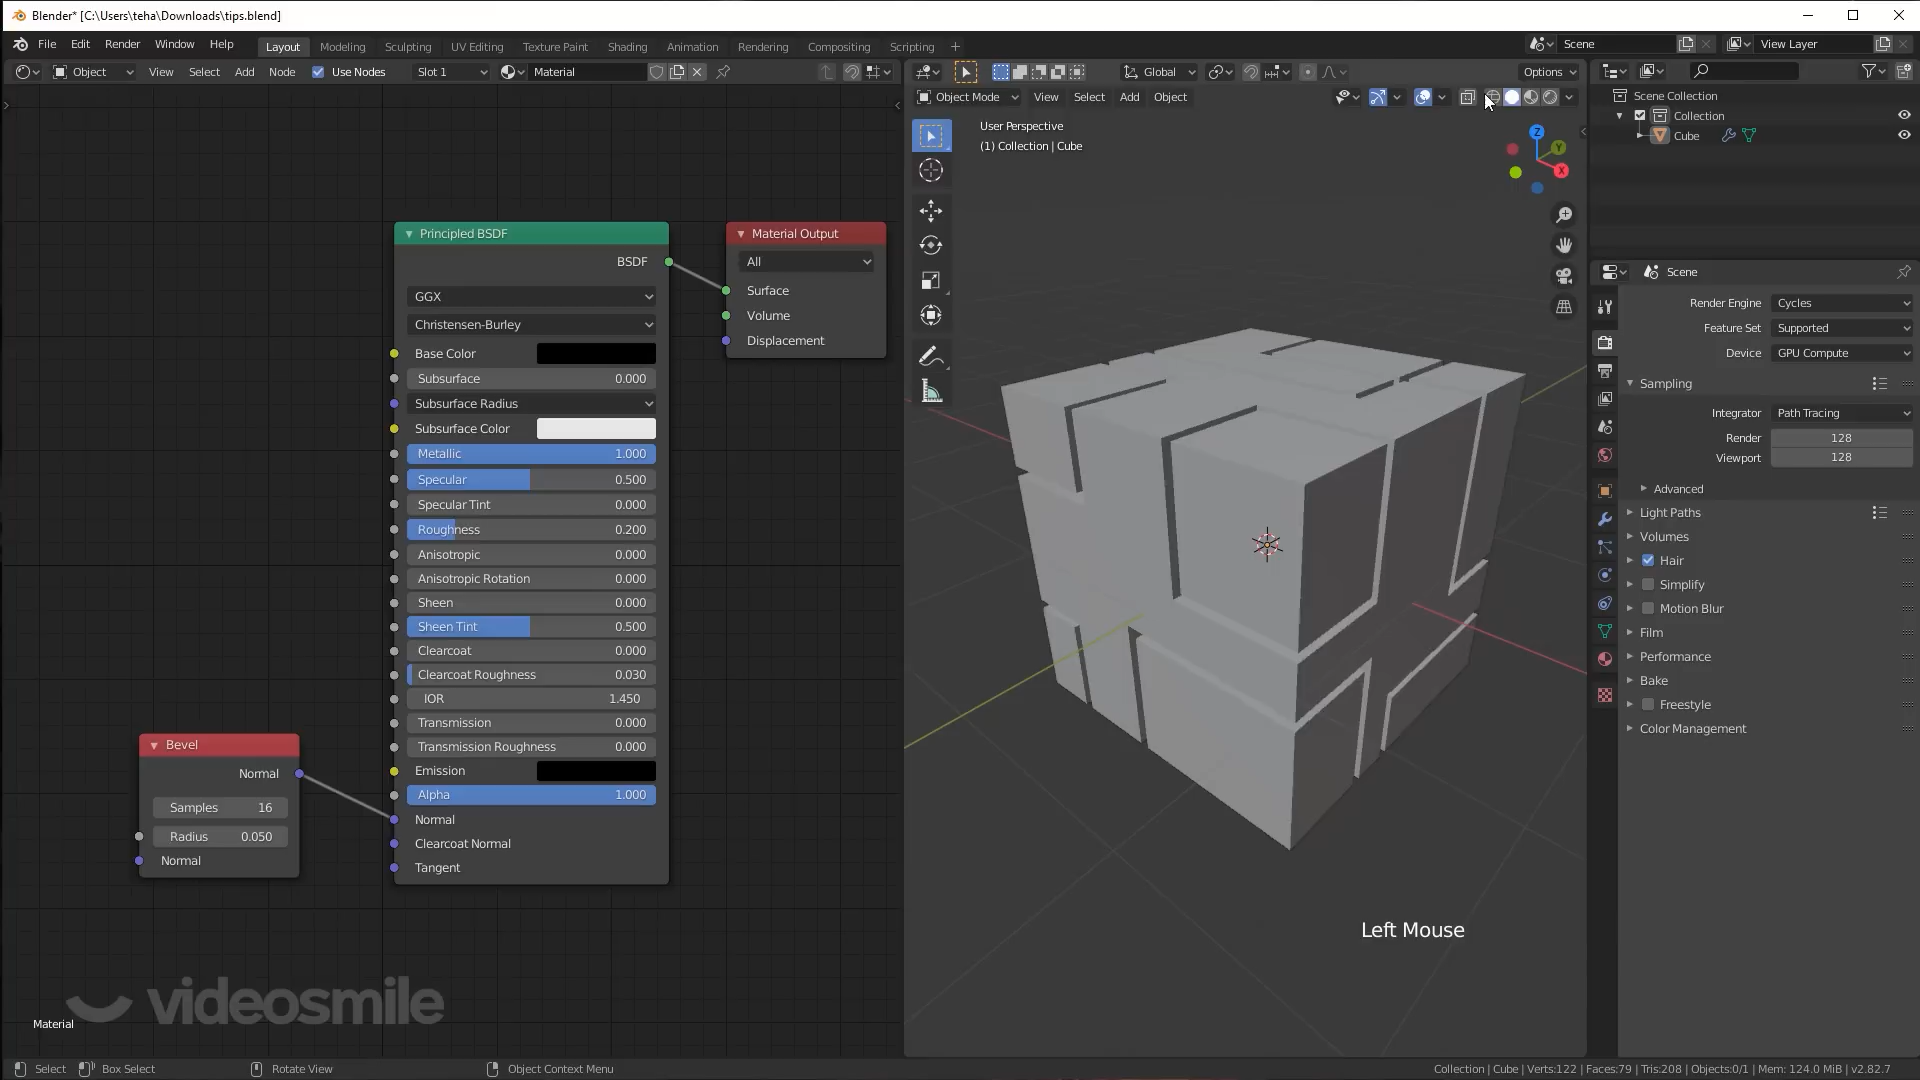 Blender* [C:\Users\teha\Downloads\tips.blend]
File Edit Render Window Help Layout Modeling Sculpting UV Editing Texture Paint Shading Animation Rendering Compositing Scripting + Scene View Layer
Object View Select Add Node Use Nodes Slot 1 Material Global Options
Object Mode View Select Add Object
Scene Collection
Collection
Cube
User Perspective
(1) Collection | Cube
Z
Y
X
Principled BSDF
BSDF
GGX
Christensen-Burley
Base Color
Subsurface 0.000
Subsurface Radius
Subsurface Color
Metallic 1.000
Specular 0.500
Specular Tint 0.000
Roughness 0.200
Anisotropic 0.000
Anisotropic Rotation 0.000
Sheen 0.000
Sheen Tint 0.500
Clearcoat 0.000
Clearcoat Roughness 0.030
IOR 1.450
Transmission 0.000
Transmission Roughness 0.000
Emission
Alpha 1.000
Normal
Clearcoat Normal
Tangent
Material Output
All
Surface
Volume
Displacement
Bevel
Normal
Samples 16
Radius 0.050
Normal
Scene
Render Engine Cycles
Feature Set Supported
Device GPU Compute
Sampling
Integrator Path Tracing
Render 128
Viewport 128
Advanced
Light Paths
Volumes
Hair
Simplify
Motion Blur
Film
Performance
Bake
Freestyle
Color Management
Left Mouse
videosmile
Material
Select Box Select Rotate View Object Context Menu Collection | Cube | Verts:122 | Faces:79 | Tris:208 | Objects:0/1 | Mem: 124.0 MiB | v2.82.7